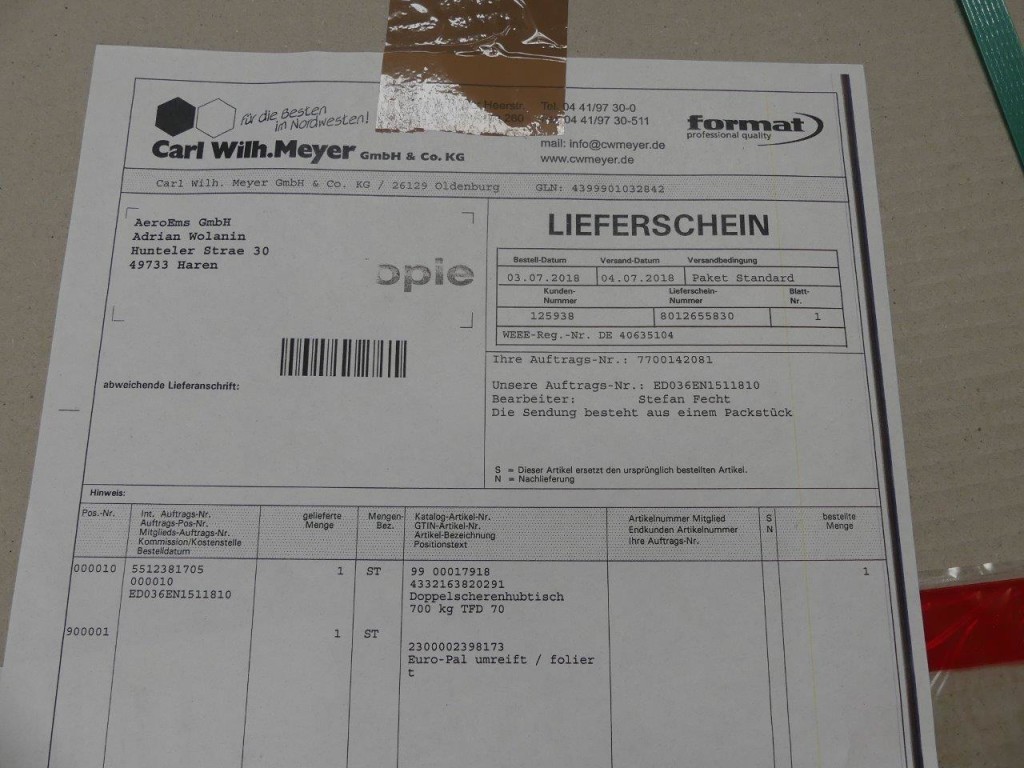 für die Besten
im Nordwesten!
Carl Wilh.Meyer GmbH & Co. KG
Heerstr.
260
Tel. 04 41/97 30-0
04 41/97 30-511
mail: info@cwmeyer.de
www.cwmeyer.de
format
professional quality
Carl Wilh. Meyer GmbH & Co. KG / 26129 Oldenburg GLN: 4399901032842
AeroEms GmbH
Adrian Wolanin
Hunteler Strae 30
49733 Haren
opie
abweichende Lieferanschrift:
LIEFERSCHEIN
Bestell-Datum Versand-Datum Versandbedingung
03.07.2018 04.07.2018 Paket Standard
Kunden-
Nummer
Lieferschein-
Nummer
Blatt-
Nr.
125938 8012655830 1
WEEE-Reg.-Nr. DE 40635104
Ihre Auftrags-Nr.: 7700142081
Unsere Auftrags-Nr.: ED036EN1511810
Bearbeiter: Stefan Fecht
Die Sendung besteht aus einem Packstück
S = Dieser Artikel ersetzt den ursprünglich bestellten Artikel.
N = Nachlieferung
Hinweis:
Pos.-Nr.
Int. Auftrags-Nr.
Auftrags-Pos-Nr.
Mitglieds-Auftrags-Nr.
Kommission/Kostenstelle
Bestelldatum
gelieferte
Menge
Mengen-
Bez.
Katalog-Artikel-Nr.
GTIN-Artikel-Nr.
Artikel-Bezeichnung
Positionstext
Artikelnummer Mitglied
Endkunden Artikelnummer
Ihre Auftrags-Nr.
S
N
bestellte
Menge
000010 5512381705 1 ST 99 00017918 1
000010 4332163820291
ED036EN1511810 Doppelscherenhubtisch
700 kg TFD 70
900001 1 ST
2300002398173
Euro-Pal umreift / folier
t